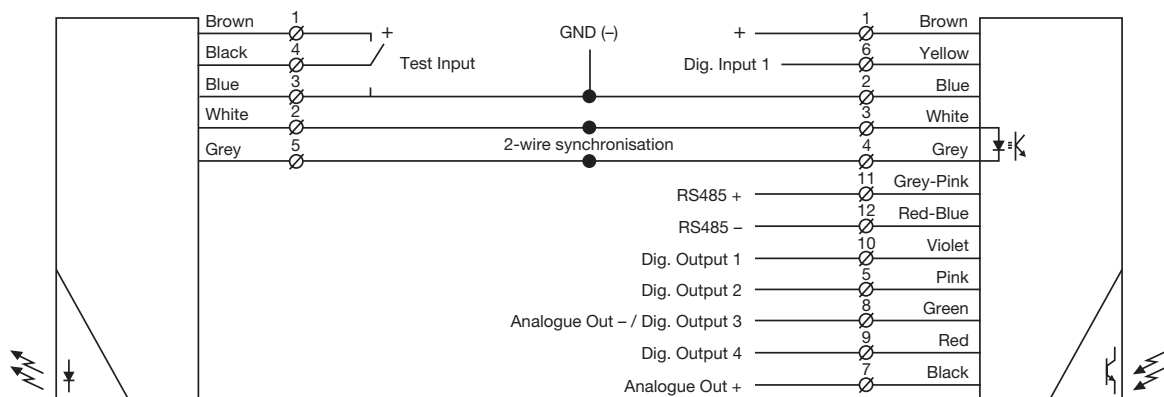 Brown 1
Black 4
Blue 3
White 2
Grey 5
+
Test Input
GND (–)
2-wire synchronisation
+ 1 Brown
Dig. Input 1 6 Yellow
2 Blue
3 White
4 Grey
RS485 + 11 Grey-Pink
RS485 – 12 Red-Blue
Dig. Output 1 10 Violet
Dig. Output 2 5 Pink
Analogue Out – / Dig. Output 3 8 Green
Dig. Output 4 9 Red
Analogue Out + 7 Black